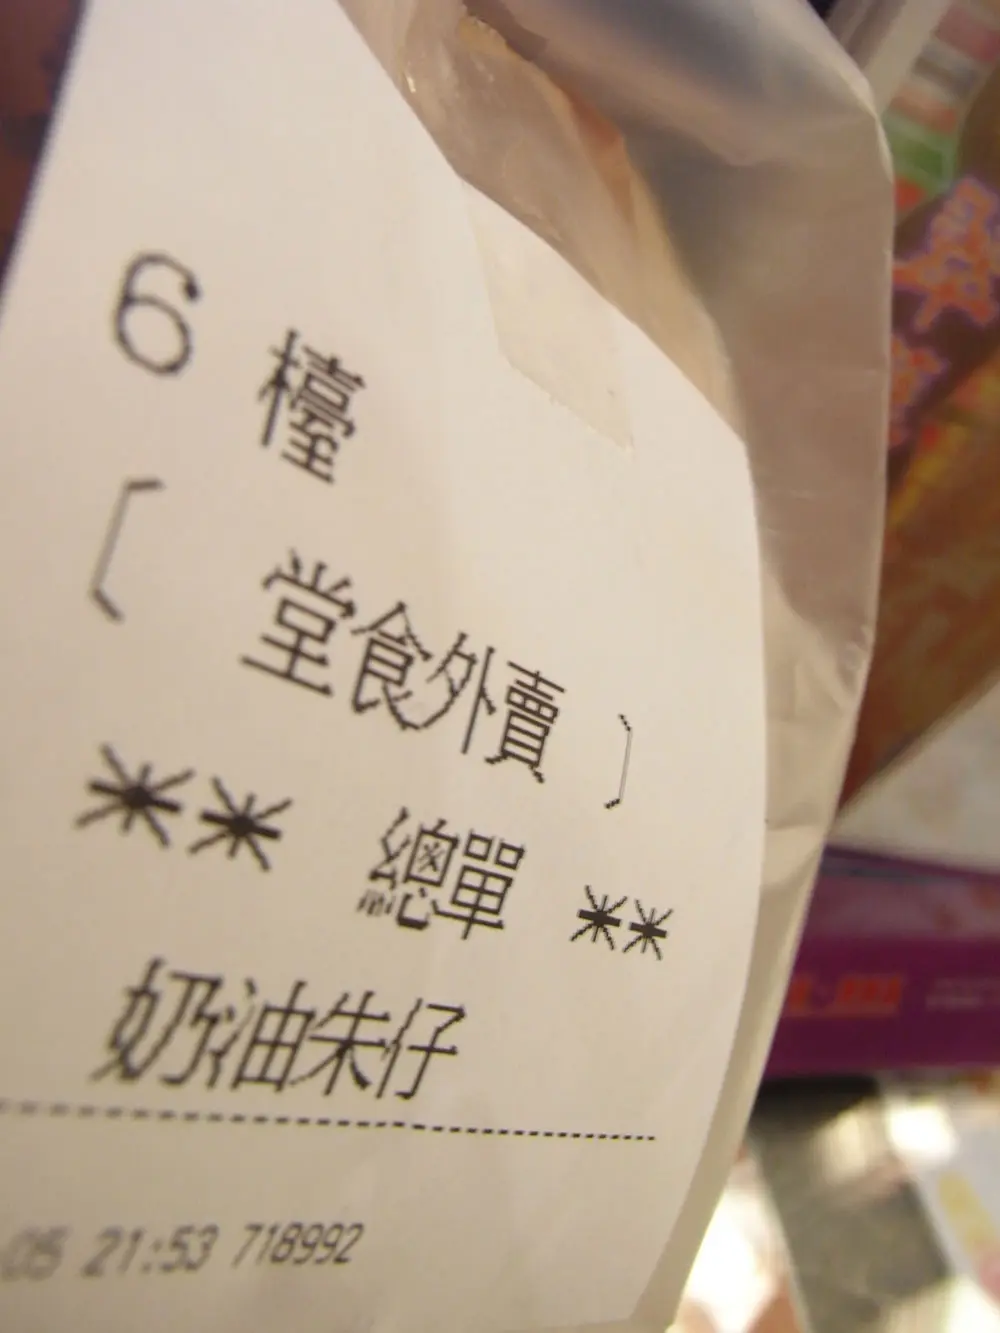 6 檯
〔 堂食外賣 〕
** 總單 **
奶油朱仔
-05 21:53 718992